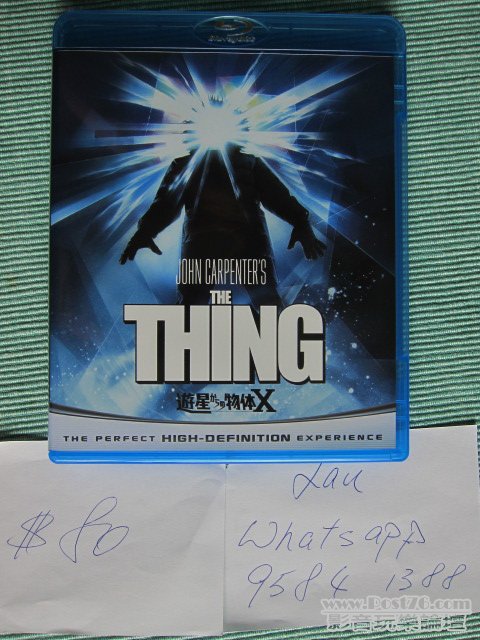 JOHN CARPENTER'S
THE
THING
遊星からの物体X
THE PERFECT HIGH-DEFINITION EXPERIENCE
$80
Lau
Whatsapp
9584 1388
www.Post76.com